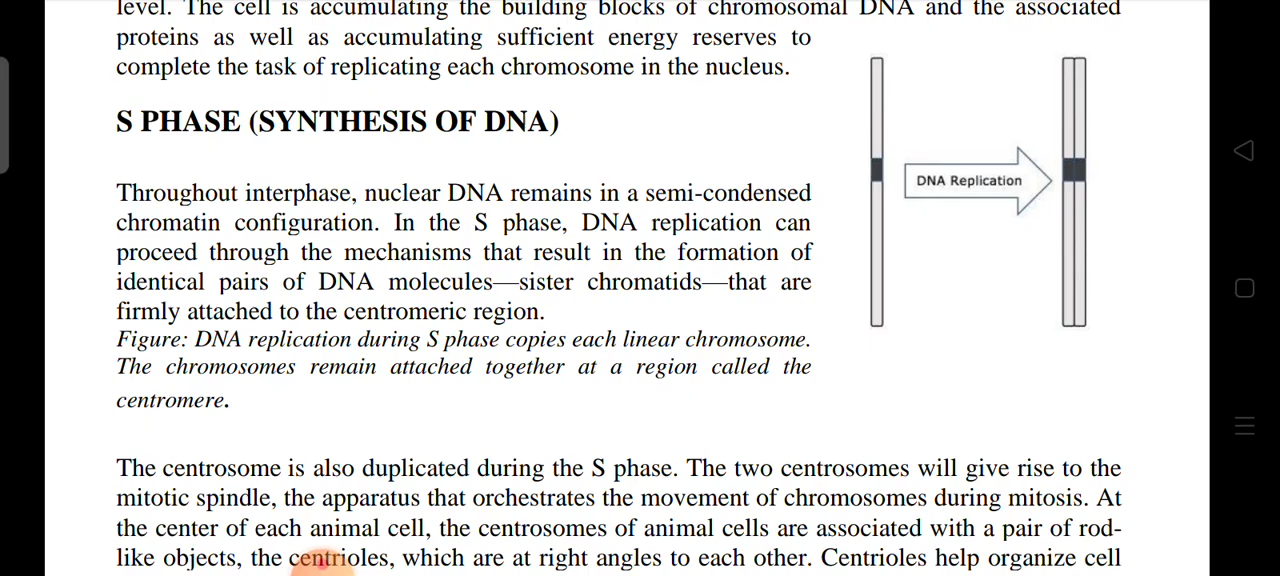 level. The cell is accumulating the building blocks of chromosomal DNA and the associated
proteins as well as accumulating sufficient energy reserves to
complete the task of replicating each chromosome in the nucleus.
S PHASE (SYNTHESIS OF DNA)
Throughout interphase, nuclear DNA remains in a semi-condensed
chromatin configuration. In the S phase, DNA replication can
proceed through the mechanisms that result in the formation of
identical pairs of DNA molecules—sister chromatids—that are
firmly attached to the centromeric region.
Figure: DNA replication during S phase copies each linear chromosome.
The chromosomes remain attached together at a region called the
centromere.
DNA Replication
The centrosome is also duplicated during the S phase. The two centrosomes will give rise to the
mitotic spindle, the apparatus that orchestrates the movement of chromosomes during mitosis. At
the center of each animal cell, the centrosomes of animal cells are associated with a pair of rod-
like objects, the centrioles, which are at right angles to each other. Centrioles help organize cell